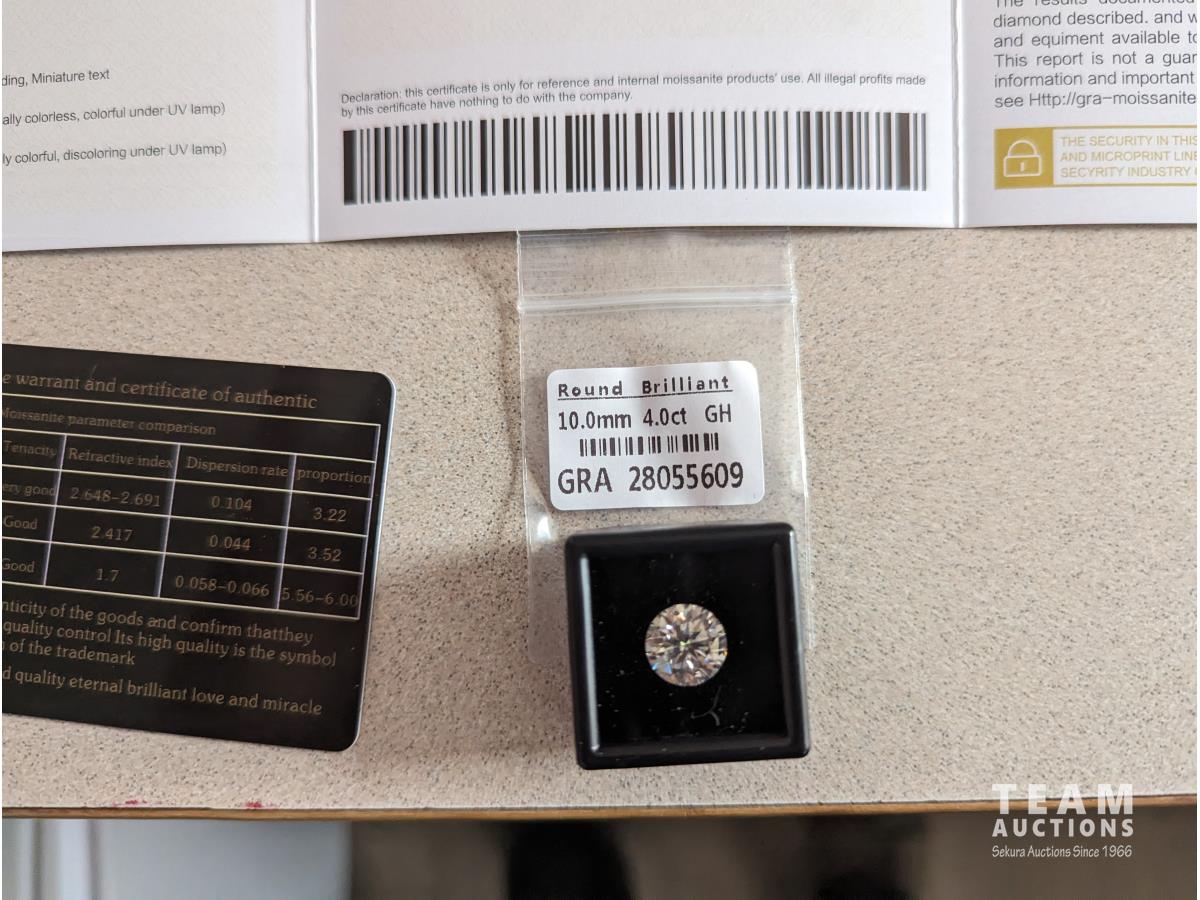 ding, Miniature text
ally colorless, colorful under UV lamp)
ly colorful, discoloring under UV lamp)
Declaration: this certificate is only for reference and internal moissanite products' use. All illegal profits made
by this certificate have nothing to do with the company.
The results documented
diamond described. and w
and equiment available to
This report is not a guar
information and important
see Http://gra-moissanite
THE SECURITY IN THIS
AND MICROPRINT LINE
SECYRITY INDUSTRY
e warrant and certificate of authentic
Moissanite parameter comparison
Tenacity Refractive index Dispersion rate proportion
ery good 2.648-2.691 0.104 3.22
Good 2.417 0.044 3.52
Good 1.7 0.058-0.066 5.56-6.00
nticity of the goods and confirm thatthey
quality control Its high quality is the symbol
of the trademark
d quality eternal brilliant love and miracle
Round Brilliant
10.0mm 4.0ct GH
GRA 28055609
TEAM
AUCTIONS
Sekura Auctions Since 1966